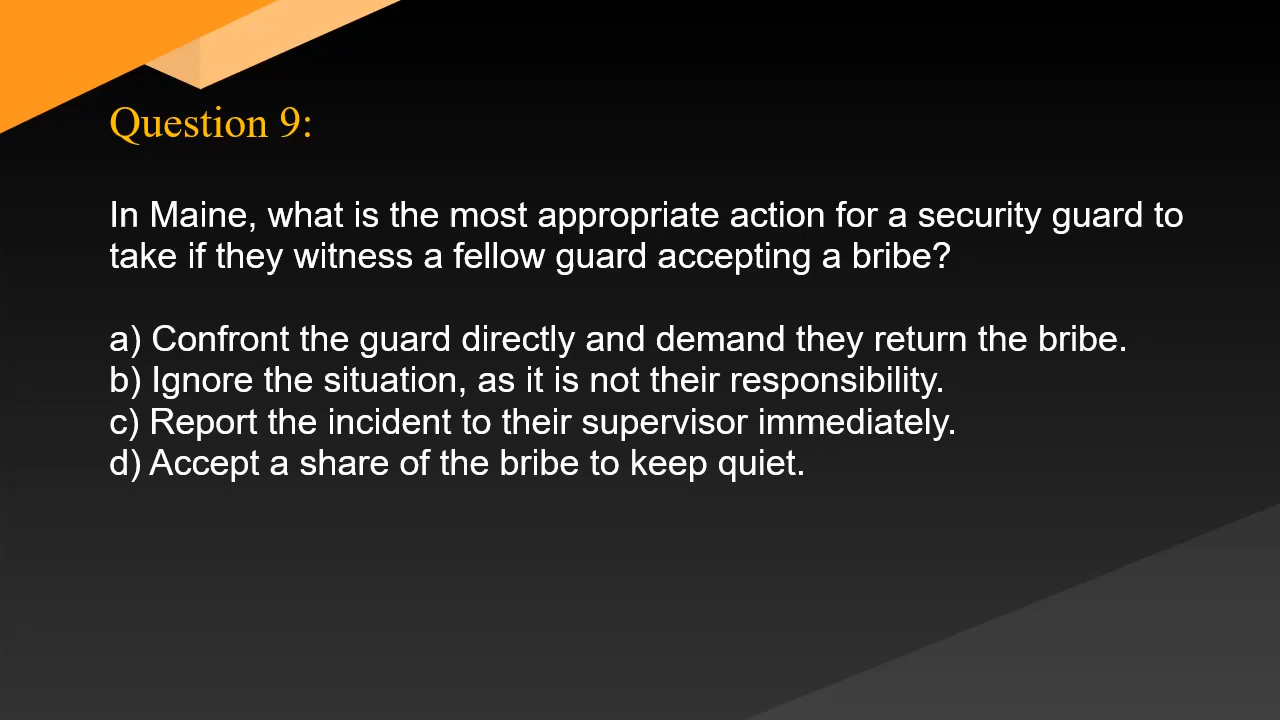 Question 9:
In Maine, what is the most appropriate action for a security guard to
take if they witness a fellow guard accepting a bribe?
a) Confront the guard directly and demand they return the bribe.
b) Ignore the situation, as it is not their responsibility.
c) Report the incident to their supervisor immediately.
d) Accept a share of the bribe to keep quiet.